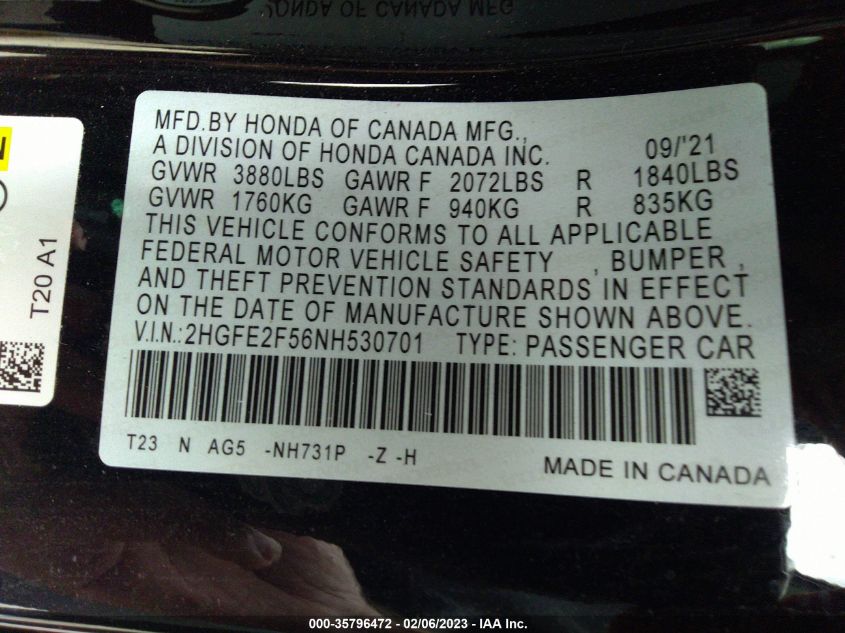 MFD.BY HONDA OF CANADA MFG.,
A DIVISION OF HONDA CANADA INC. 09/'21
GVWR 3880LBS GAWR F 2072LBS R 1840LBS
GVWR 1760KG GAWR F 940KG R 835KG
THIS VEHICLE CONFORMS TO ALL APPLICABLE
FEDERAL MOTOR VEHICLE SAFETY , BUMPER ,
AND THEFT PREVENTION STANDARDS IN EFFECT
ON THE DATE OF MANUFACTURE SHOWN ABOVE.
V.I.N.:2HGFE2F56NH530701 TYPE: PASSENGER CAR
T23 N AG5 -NH731P -Z -H
MADE IN CANADA
T20 A1
000-35796472 - 02/06/2023 - IAA Inc.